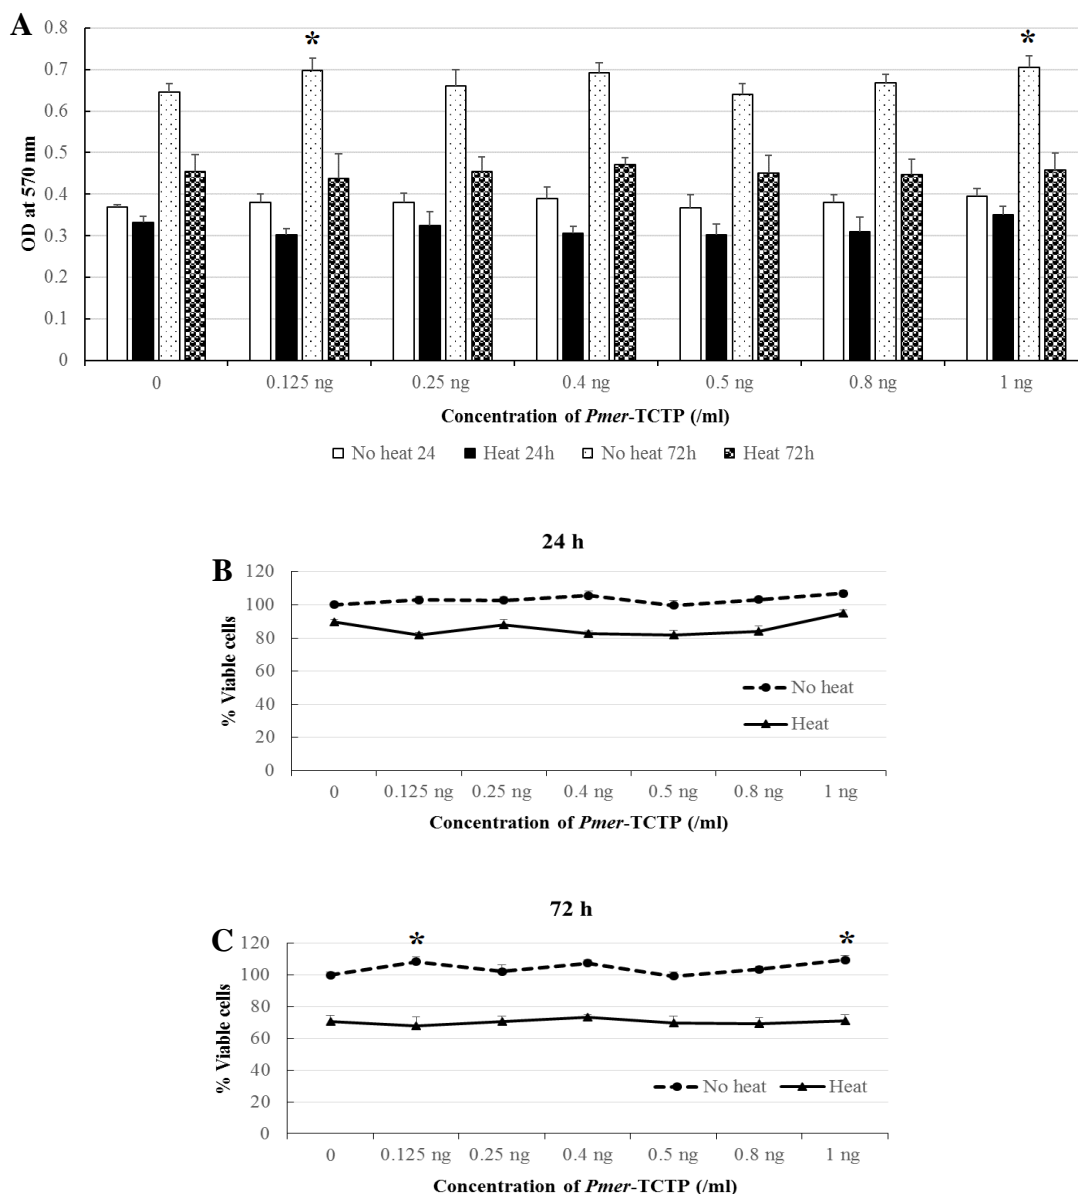 A
*
*
0.8
0.7
0.6
0.5
0.4
0.3
0.2
0.1
0
OD at 570 nm
0 0.125 ng 0.25 ng 0.4 ng 0.5 ng 0.8 ng 1 ng
Concentration of Pmer-TCTP (/ml)
No heat 24 Heat 24h No heat 72h Heat 72h
24 h
B
120
100
80
60
40
20
0
% Viable cells
No heat
Heat
0 0.125 ng 0.25 ng 0.4 ng 0.5 ng 0.8 ng 1 ng
Concentration of Pmer-TCTP (/ml)
72 h
C
*
*
120
100
80
60
40
20
0
% Viable cells
No heat Heat
0 0.125 ng 0.25 ng 0.4 ng 0.5 ng 0.8 ng 1 ng
Concentration of Pmer-TCTP (/ml)